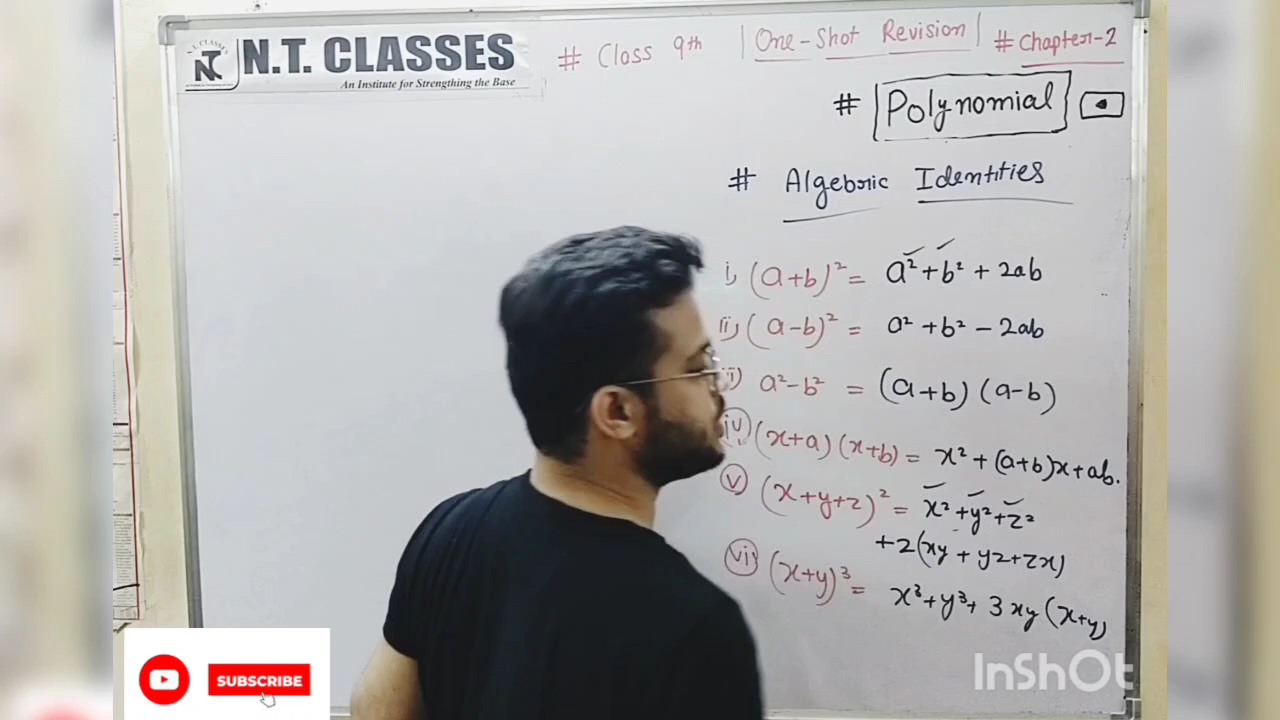 N.T. CLASSES
An Institute for Strengthening the Base
# Class 9th | One-Shot Revision | # Chapter-2
# Polynomial
# Algebric Identities
i, (a+b)² = a² + b² + 2ab
ii, (a-b)² = a² + b² - 2ab
a² - b² = (a+b) (a-b)
iv, (x+a) (x+b) = x² + (a+b)x + ab.
v (x+y+z)² = x² + y² + z²
+ 2(xy + yz + zx)
(x+y)³ = x³ + y³ + 3xy (x+y)
SUBSCRIBE
InShOt